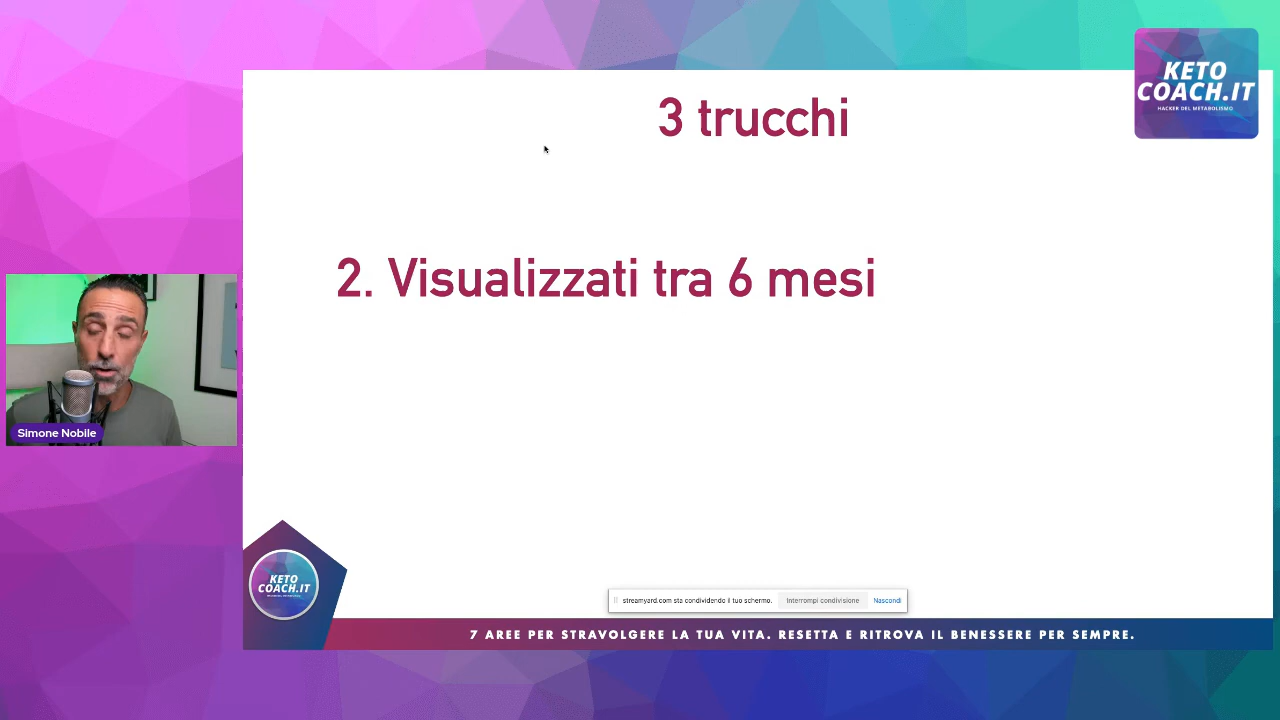 KETO
COACH.IT
HACKER DEL METABOLISMO
3 trucchi
2. Visualizzati tra 6 mesi
Simone Nobile
KETO
COACH.IT
streamyard.com sta condividendo il tuo schermo. Interrompi condivisione Nascondi
7 AREE PER STRAVOLGERE LA TUA VITA. RESETTA E RITROVA IL BENESSERE PER SEMPRE.